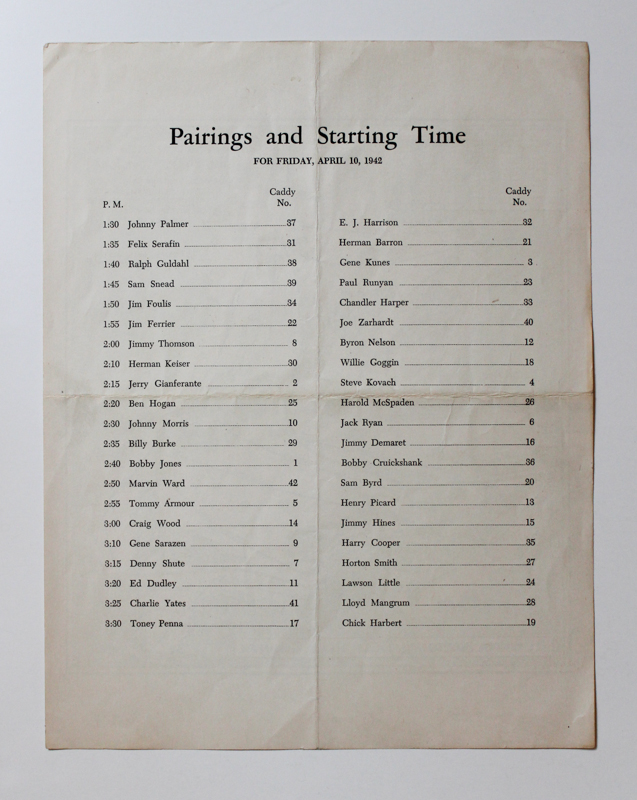 Pairings and Starting Time
FOR FRIDAY, APRIL 10, 1942
P. M. Caddy No. Caddy No.
1:30 Johnny Palmer 37 E. J. Harrison 32
1:35 Felix Serafin 31 Herman Barron 21
1:40 Ralph Guldahl 38 Gene Kunes 3
1:45 Sam Snead 39 Paul Runyan 23
1:50 Jim Foulis 34 Chandler Harper 33
1:55 Jim Ferrier 22 Joe Zarhardt 40
2:00 Jimmy Thomson 8 Byron Nelson 12
2:10 Herman Keiser 30 Willie Goggin 18
2:15 Jerry Gianferante 2 Steve Kovach 4
2:20 Ben Hogan 25 Harold McSpaden 26
2:30 Johnny Morris 10 Jack Ryan 6
2:35 Billy Burke 29 Jimmy Demaret 16
2:40 Bobby Jones 1 Bobby Cruickshank 36
2:50 Marvin Ward 42 Sam Byrd 20
2:55 Tommy Armour 5 Henry Picard 13
3:00 Craig Wood 14 Jimmy Hines 15
3:10 Gene Sarazen 9 Harry Cooper 35
3:15 Denny Shute 7 Horton Smith 27
3:20 Ed Dudley 11 Lawson Little 24
3:25 Charlie Yates 41 Lloyd Mangrum 28
3:30 Toney Penna 17 Chick Harbert 19